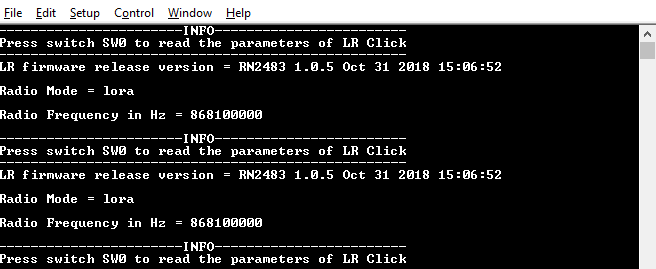 File Edit Setup Control Window Help
-----------------------INFO------------------------
Press switch SW0 to read the parameters of LR Click
---------------------------------------------------
LR firmware release version = RN2483 1.0.5 Oct 31 2018 15:06:52
Radio Mode = lora
Radio Frequency in Hz = 868100000
-----------------------INFO------------------------
Press switch SW0 to read the parameters of LR Click
---------------------------------------------------
LR firmware release version = RN2483 1.0.5 Oct 31 2018 15:06:52
Radio Mode = lora
Radio Frequency in Hz = 868100000
-----------------------INFO------------------------
Press switch SW0 to read the parameters of LR Click